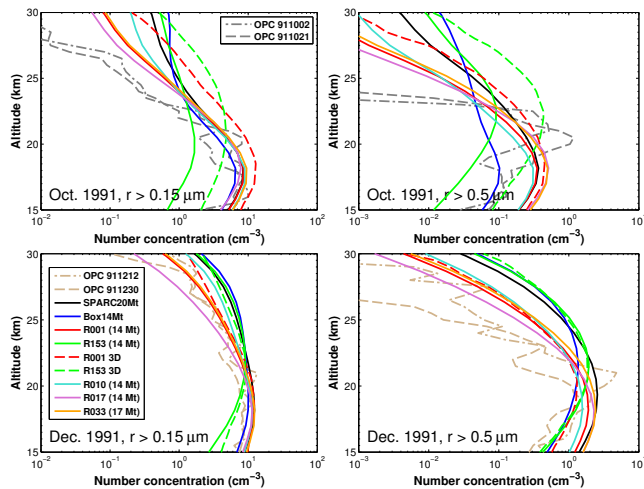 30
25
20
15
Altitude (km)
OPC 911002
OPC 911021
Oct. 1991, r > 0.15 μm
10⁻² 10⁻¹ 10⁰ 10¹ 10²
Number concentration (cm⁻³)
30
25
20
15
Altitude (km)
Oct. 1991, r > 0.5 μm
10⁻³ 10⁻² 10⁻¹ 10⁰ 10¹
Number concentration (cm⁻³)
30
25
20
15
Altitude (km)
OPC 911212
OPC 911230
SPARC20Mt
Box14Mt
R001 (14 Mt)
R153 (14 Mt)
R001 3D
R153 3D
R010 (14 Mt)
R017 (14 Mt)
R033 (17 Mt)
Dec. 1991, r > 0.15 μm
10⁻² 10⁻¹ 10⁰ 10¹ 10²
Number concentration (cm⁻³)
30
25
20
15
Altitude (km)
Dec. 1991, r > 0.5 μm
10⁻³ 10⁻² 10⁻¹ 10⁰ 10¹
Number concentration (cm⁻³)